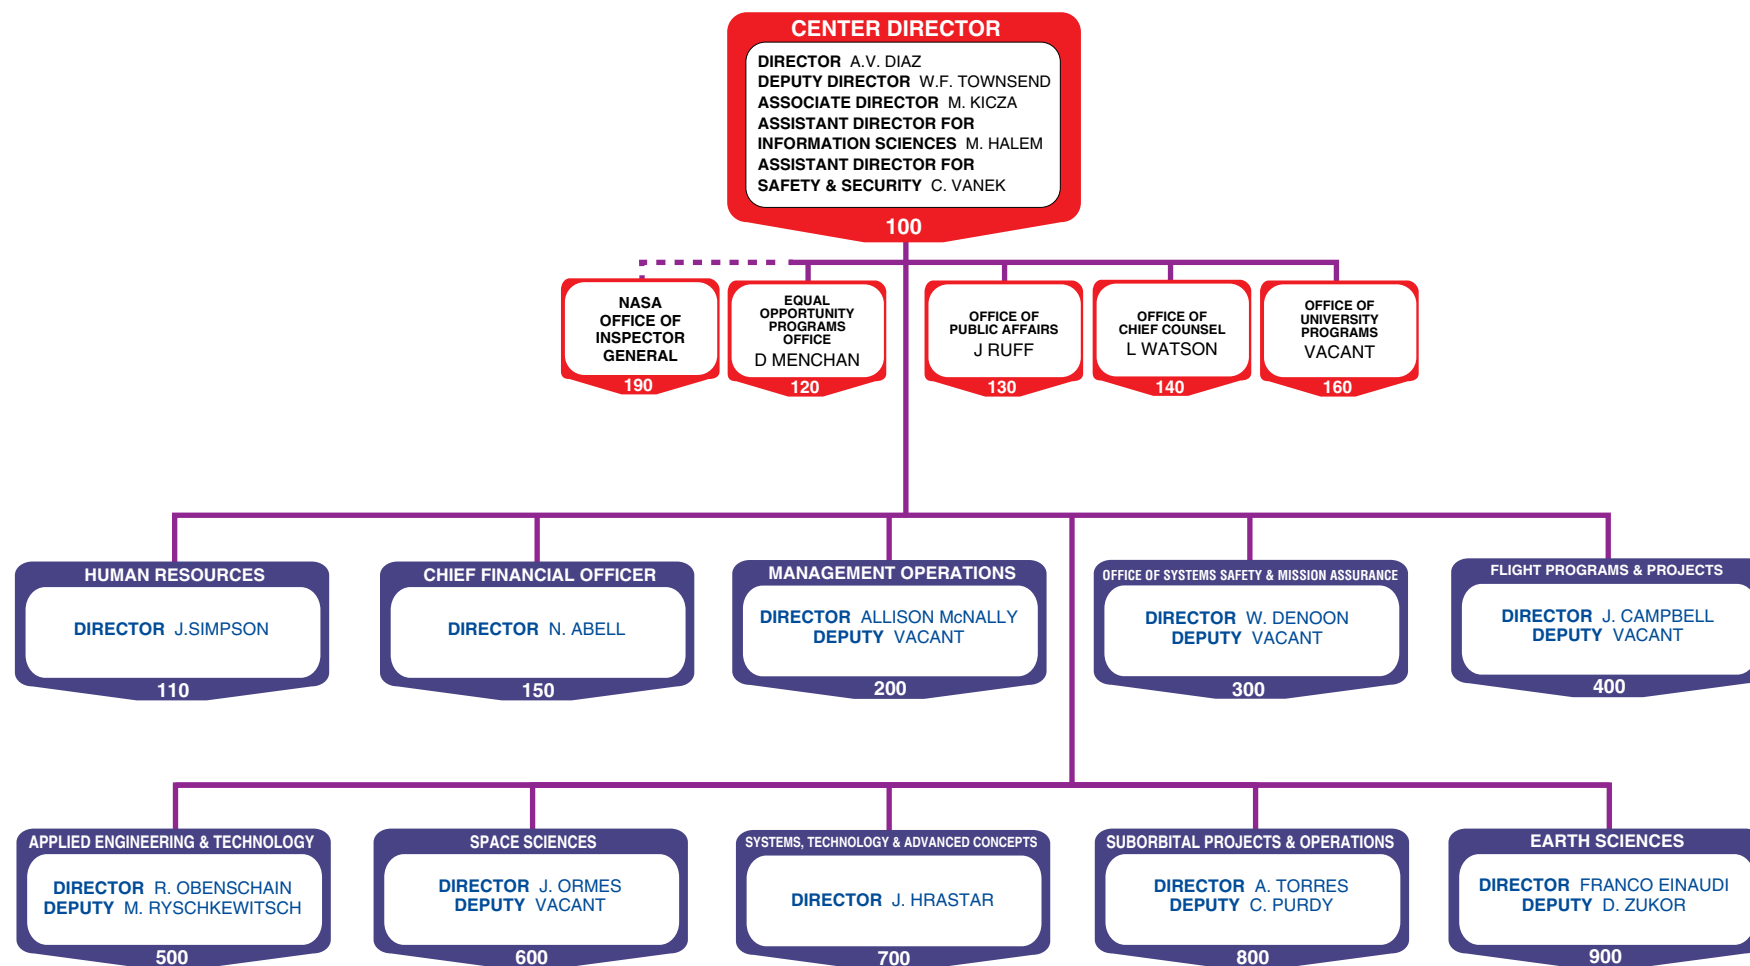 CENTER DIRECTOR
DIRECTOR A.V. DIAZ
DEPUTY DIRECTOR W.F. TOWNSEND
ASSOCIATE DIRECTOR M. KICZA
ASSISTANT DIRECTOR FOR
INFORMATION SCIENCES M. HALEM
ASSISTANT DIRECTOR FOR
SAFETY & SECURITY C. VANEK
100
NASA
OFFICE OF
INSPECTOR
GENERAL
190
EQUAL
OPPORTUNITY
PROGRAMS
OFFICE
D MENCHAN
120
OFFICE OF
PUBLIC AFFAIRS
J RUFF
130
OFFICE OF
CHIEF COUNSEL
L WATSON
140
OFFICE OF
UNIVERSITY
PROGRAMS
VACANT
160
HUMAN RESOURCES
DIRECTOR J.SIMPSON
110
CHIEF FINANCIAL OFFICER
DIRECTOR N. ABELL
150
MANAGEMENT OPERATIONS
DIRECTOR ALLISON McNALLY
DEPUTY VACANT
200
OFFICE OF SYSTEMS SAFETY & MISSION ASSURANCE
DIRECTOR W. DENOON
DEPUTY VACANT
300
FLIGHT PROGRAMS & PROJECTS
DIRECTOR J. CAMPBELL
DEPUTY VACANT
400
APPLIED ENGINEERING & TECHNOLOGY
DIRECTOR R. OBENSCHAIN
DEPUTY M. RYSCHKEWITSCH
500
SPACE SCIENCES
DIRECTOR J. ORMES
DEPUTY VACANT
600
SYSTEMS, TECHNOLOGY & ADVANCED CONCEPTS
DIRECTOR J. HRASTAR
700
SUBORBITAL PROJECTS & OPERATIONS
DIRECTOR A. TORRES
DEPUTY C. PURDY
800
EARTH SCIENCES
DIRECTOR FRANCO EINAUDI
DEPUTY D. ZUKOR
900